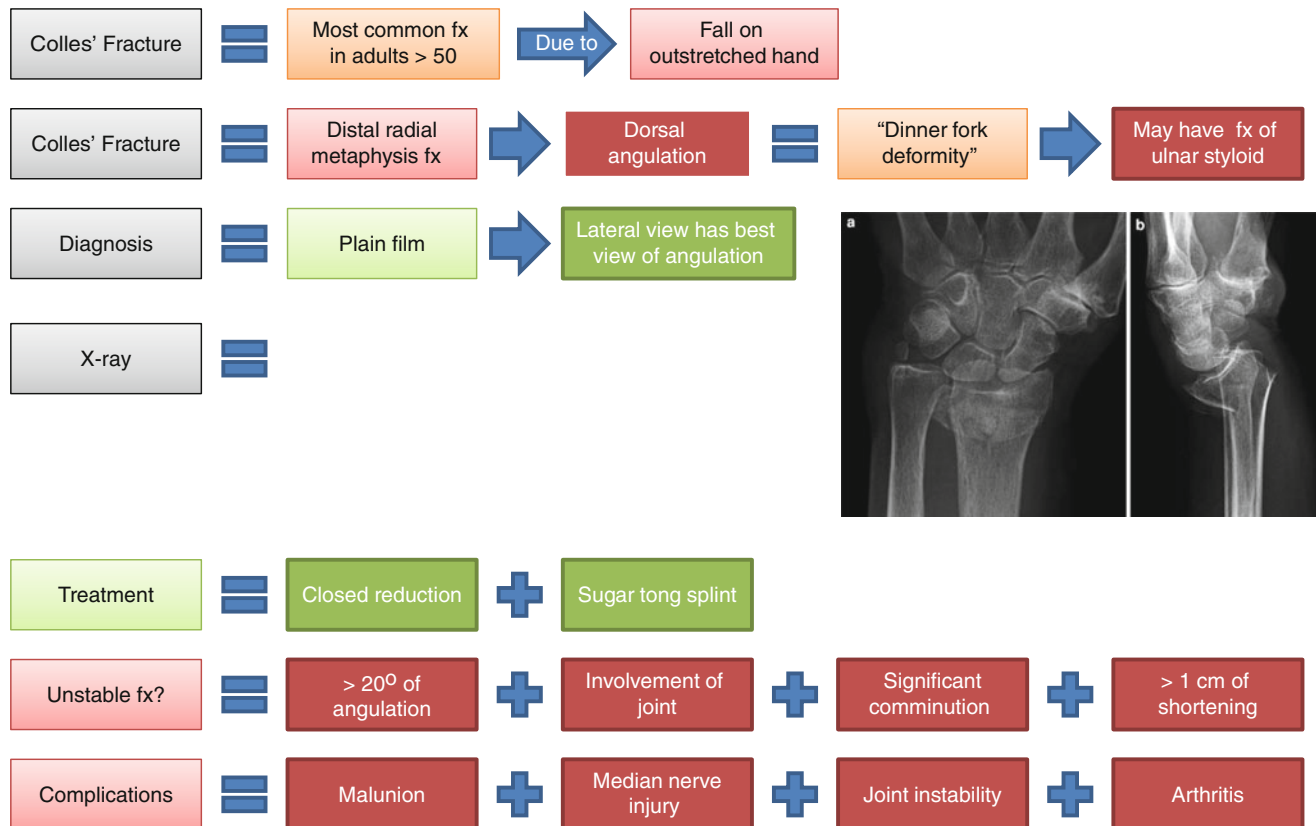 Colles’ Fracture
Most common fx
in adults > 50
Due to
Fall on
outstretched hand
Colles’ Fracture
Distal radial
metaphysis fx
Dorsal
angulation
“Dinner fork
deformity”
May have fx of
ulnar styloid
Diagnosis
Plain film
Lateral view has best
view of angulation
a
b
X-ray
Treatment
Closed reduction
Sugar tong splint
Unstable fx?
> 20º of
angulation
Involvement of
joint
Significant
comminution
> 1 cm of
shortening
Complications
Malunion
Median nerve
injury
Joint instability
Arthritis